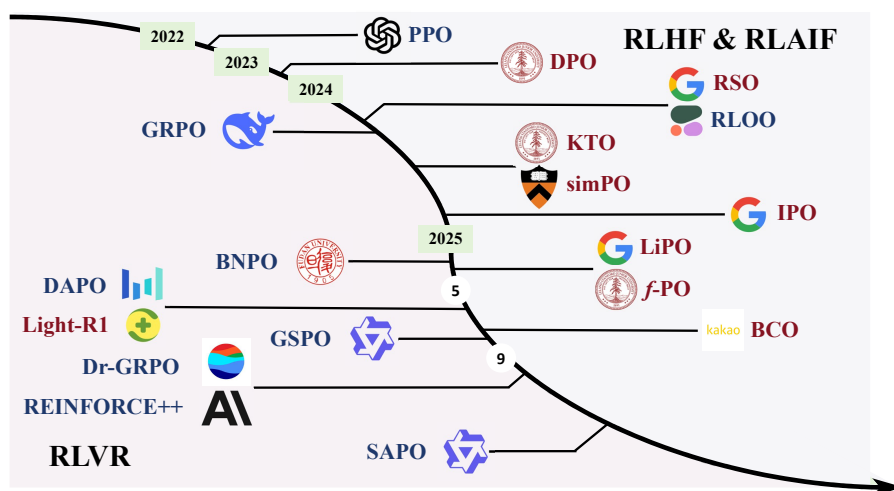 2022
PPO
RLHF & RLAIF
2023
DPO
2024
RSO
RLOO
GRPO
KTO
simPO
IPO
2025
BNPO
LiPO
DAPO
5
f-PO
Light-R1
GSPO
kakao
BCO
Dr-GRPO
9
REINFORCE++
RLVR
SAPO